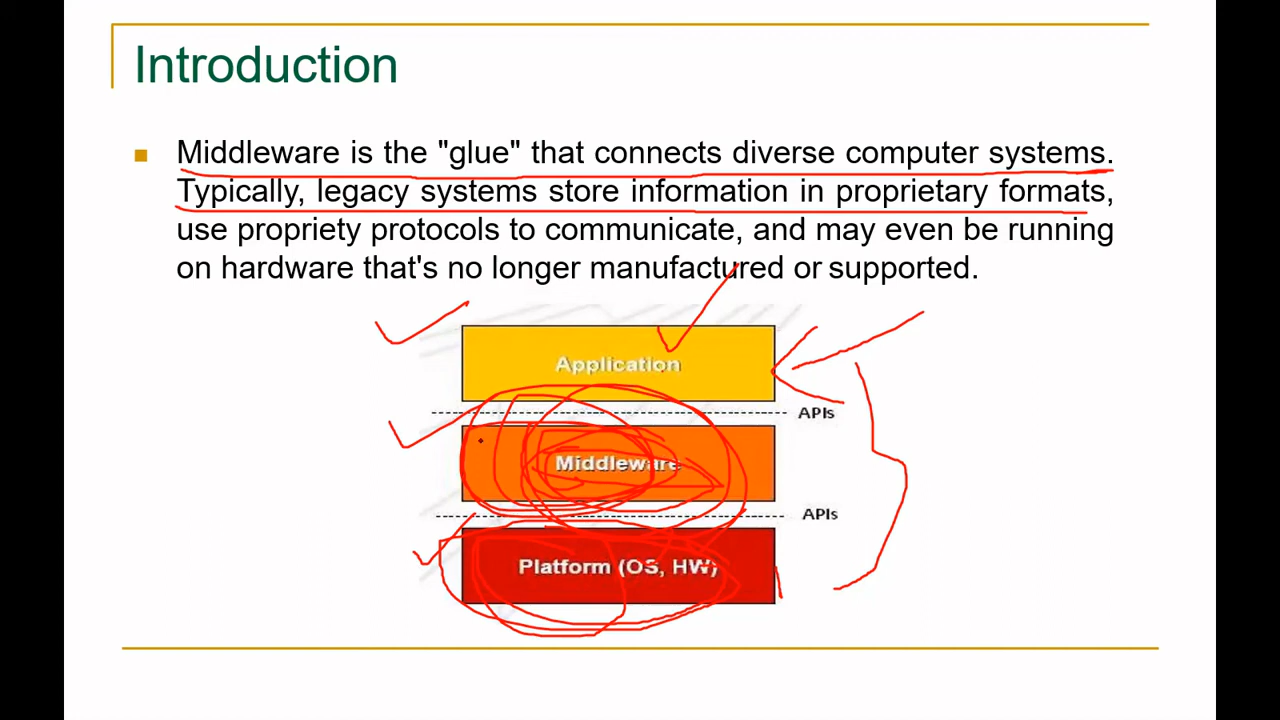 Introduction
Middleware is the "glue" that connects diverse computer systems.
Typically, legacy systems store information in proprietary formats,
use propriety protocols to communicate, and may even be running
on hardware that's no longer manufactured or supported.
Application
APIs
Middleware
APIs
Platform (OS, HW)